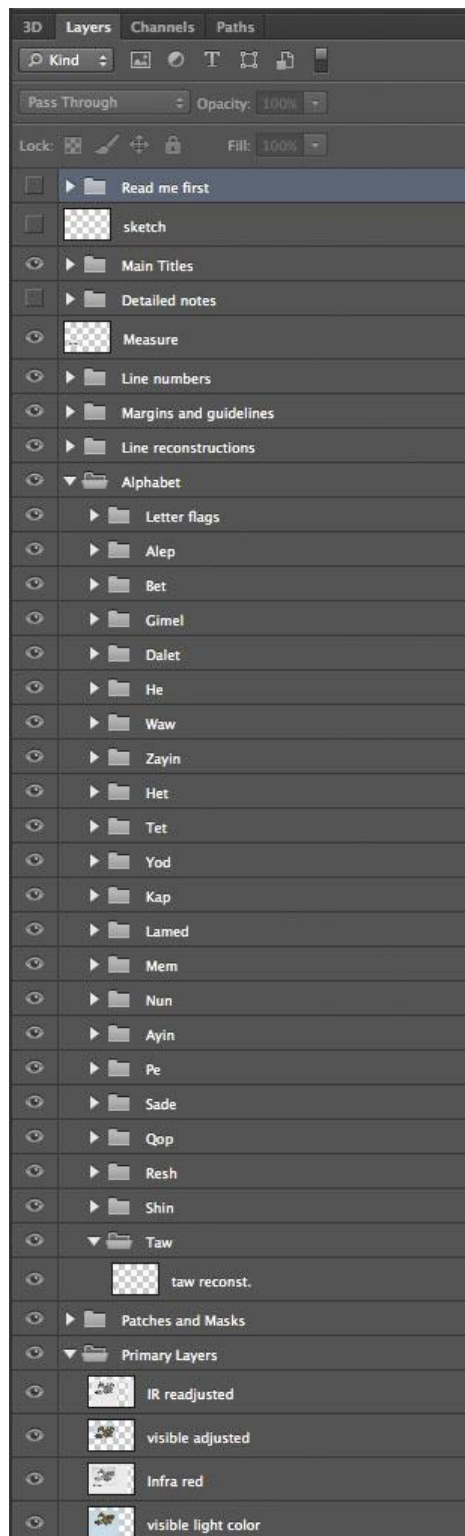 3D Layers Channels Paths
Kind
Pass Through Opacity: 100%
Lock: Fill: 100%
Read me first
sketch
Main Titles
Detailed notes
Measure
Line numbers
Margins and guidelines
Line reconstructions
Alphabet
Letter flags
Alep
Bet
Gimel
Dalet
He
Waw
Zayin
Het
Tet
Yod
Kap
Lamed
Mem
Nun
Ayin
Pe
Sade
Qop
Resh
Shin
Taw
taw reconst.
Patches and Masks
Primary Layers
IR readjusted
visible adjusted
Infra red
visible light color